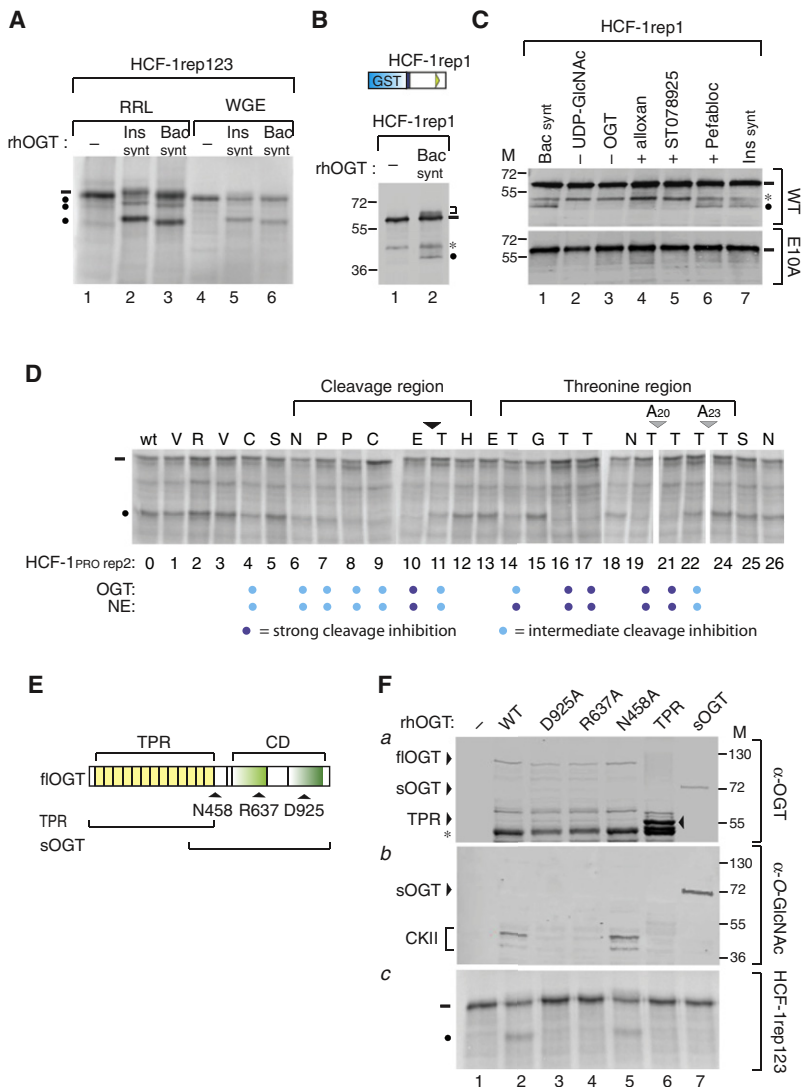 A
HCF-1rep123
RRL
WGE
rhOGT :
–
Ins synt
Bac synt
–
Ins synt
Bac synt
1 2 3 4 5 6
B
HCF-1rep1
GST
HCF-1rep1
rhOGT :
–
Bac synt
72
55
36
*
1 2
C
HCF-1rep1
M
Bac synt
– UDP-GlcNAc
– OGT
+ alloxan
+ ST078925
+ Pefabloc
Ins synt
72
55
*
WT
72
55
E10A
1 2 3 4 5 6 7
D
Cleavage region
Threonine region
A20 A23
wt V R V C S N P P C E T H E T G T T N T T T T S N
HCF-1PRO rep2: 0 1 2 3 4 5 6 7 8 9 10 11 12 13 14 15 16 17 18 19 21 22 24 25 26
OGT:
NE:
= strong cleavage inhibition
= intermediate cleavage inhibition
E
TPR
CD
flOGT
N458 R637 D925
TPR
sOGT
F
rhOGT:
–
WT
D925A
R637A
N458A
TPR
sOGT
M
a
flOGT
sOGT
TPR
*
130
72
55
α-OGT
b
sOGT
CKII
130
72
55
36
α-O-GlcNAc
c
HCF-1rep123
1 2 3 4 5 6 7